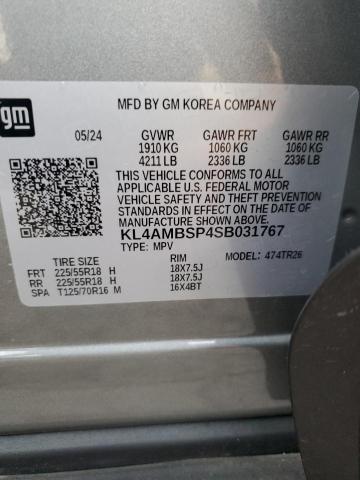 gm
MFD BY GM KOREA COMPANY
05/24 GVWR GAWR FRT GAWR RR
1910 KG 1060 KG 1060 KG
4211 LB 2336 LB 2336 LB
THIS VEHICLE CONFORMS TO ALL APPLICABLE
U.S. FEDERAL MOTOR
VEHICLE SAFETY AND
THEFT PREVENTION
STANDARDS IN EFFECT ON THE DATE OF
MANUFACTURE SHOWN ABOVE.
KL4AMBSP4SB031767
TYPE: MPV MODEL: 474TR26
TIRE SIZE RIM
FRT 225/55R18 H 18X7.5J
RR 225/55R18 H 18X7.5J
SPA T125/70R16 M 16X4BT